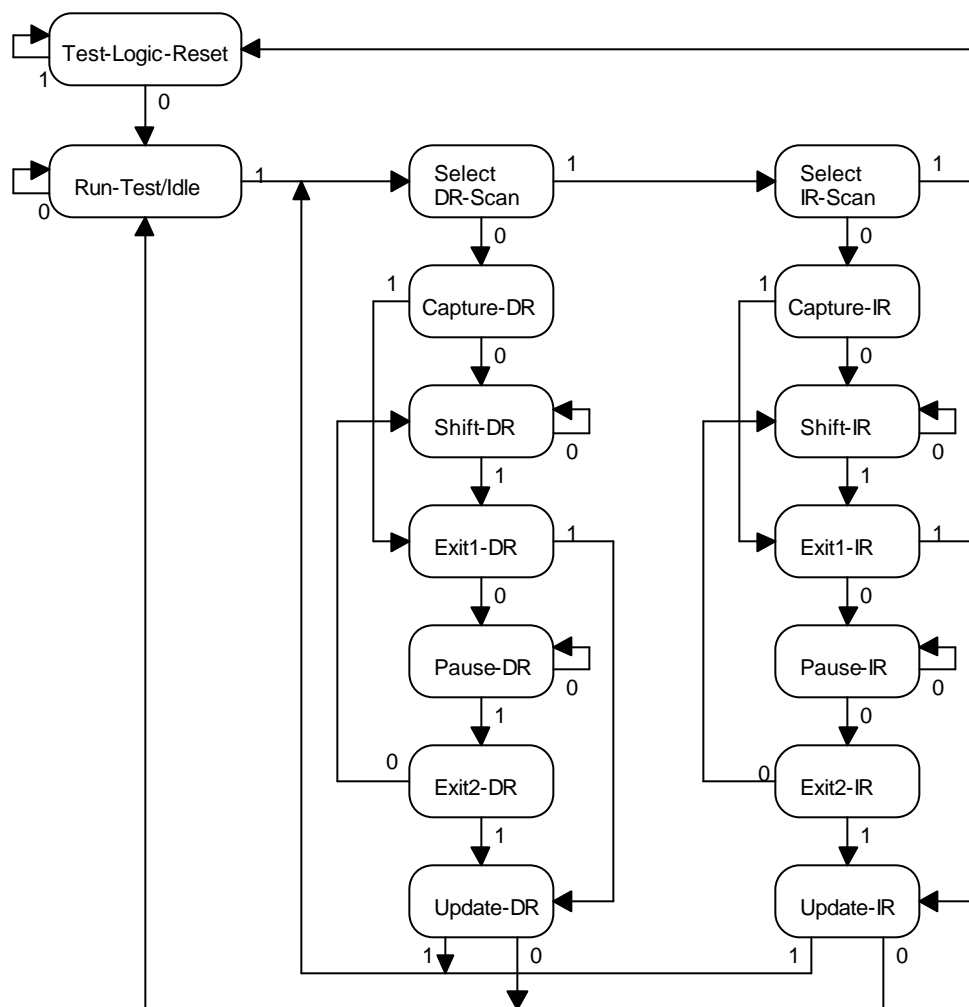 Test-Logic-Reset
1
0
Run-Test/Idle
0
1
Select
DR-Scan
1
Select
IR-Scan
1
0
0
1
Capture-DR
1
Capture-IR
0
0
Shift-DR
0
Shift-IR
0
1
1
Exit1-DR
1
Exit1-IR
1
0
0
Pause-DR
0
Pause-IR
0
1
0
0
Exit2-DR
0
Exit2-IR
1
1
Update-DR
Update-IR
1
0
1
0